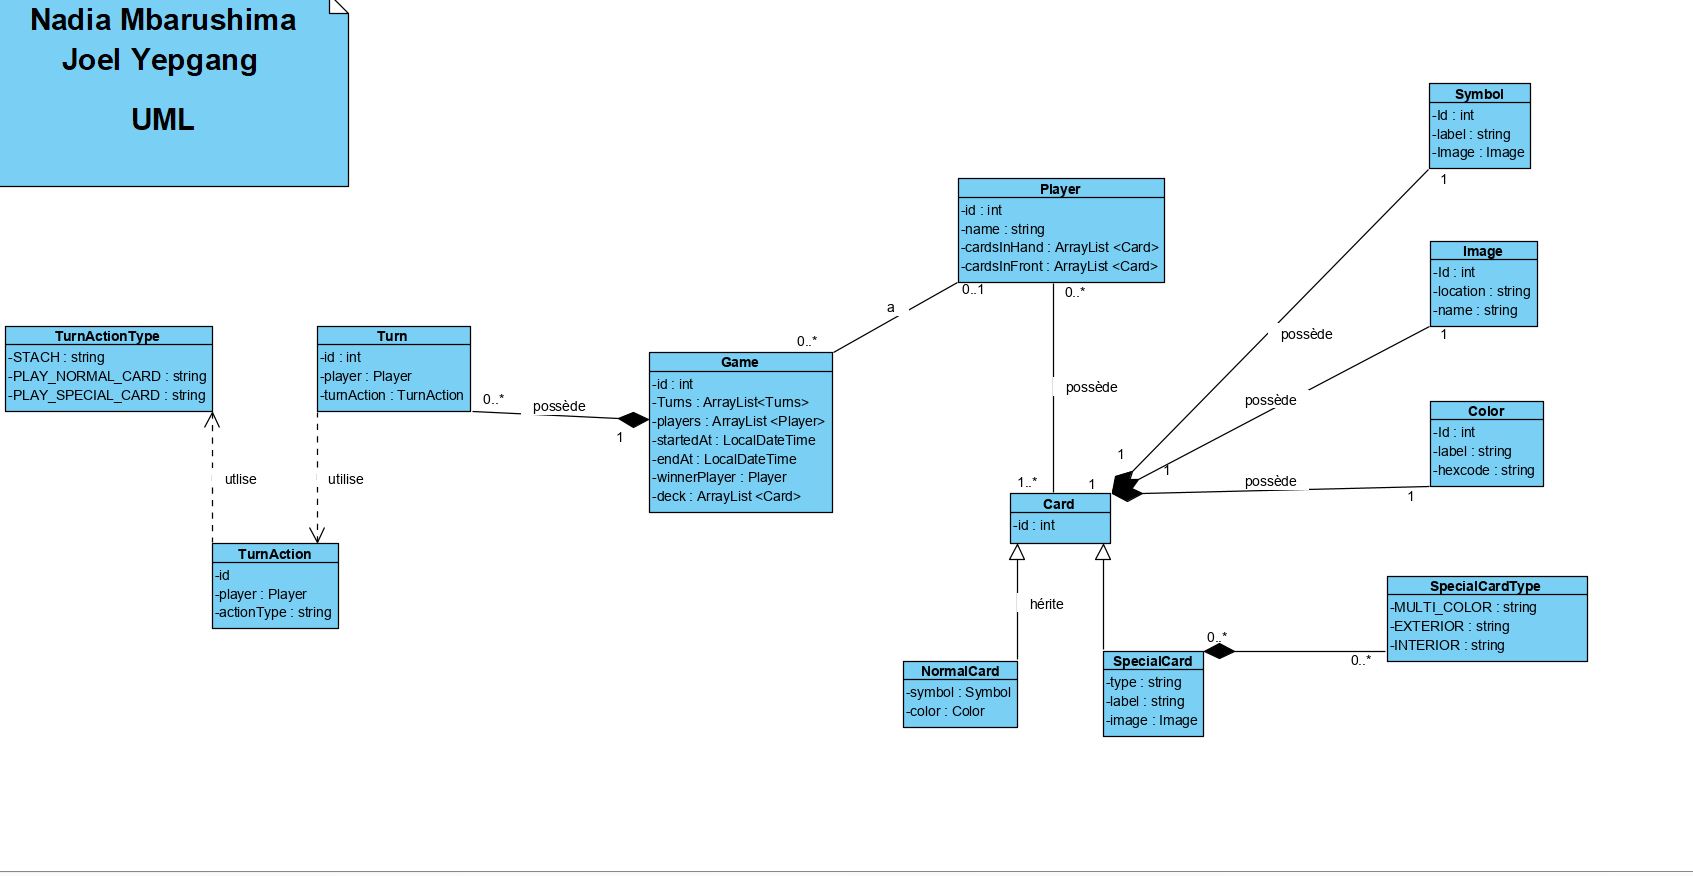 Nadia Mbarushima
Joel Yepgang
UML
Symbol
-Id : int
-label : string
-Image : Image
1
Player
-id : int
-name : string
-cardsInHand : ArrayList <Card>
-cardsInFront : ArrayList <Card>
0..1
0..*
Image
-Id : int
-location : string
-name : string
1
a
0..*
possède
TurnActionType
-STACH : string
-PLAY_NORMAL_CARD : string
-PLAY_SPECIAL_CARD : string
Turn
-id : int
-player : Player
-turnAction : TurnAction
0..*
possède
1
Game
-id : int
-Turns : ArrayList<Turns>
-players : ArrayList <Player>
-startedAt : LocalDateTime
-endAt : LocalDateTime
-winnerPlayer : Player
-deck : ArrayList <Card>
possède
possède
Color
-Id : int
-label : string
-hexcode : string
1
possède
1
1
1
1..*
utlise
utilise
Card
-id : int
TurnAction
-id
-player : Player
-actionType : string
hérite
SpecialCardType
-MULTI_COLOR : string
-EXTERIOR : string
-INTERIOR : string
0..*
0..*
NormalCard
-symbol : Symbol
-color : Color
SpecialCard
-type : string
-label : string
-image : Image